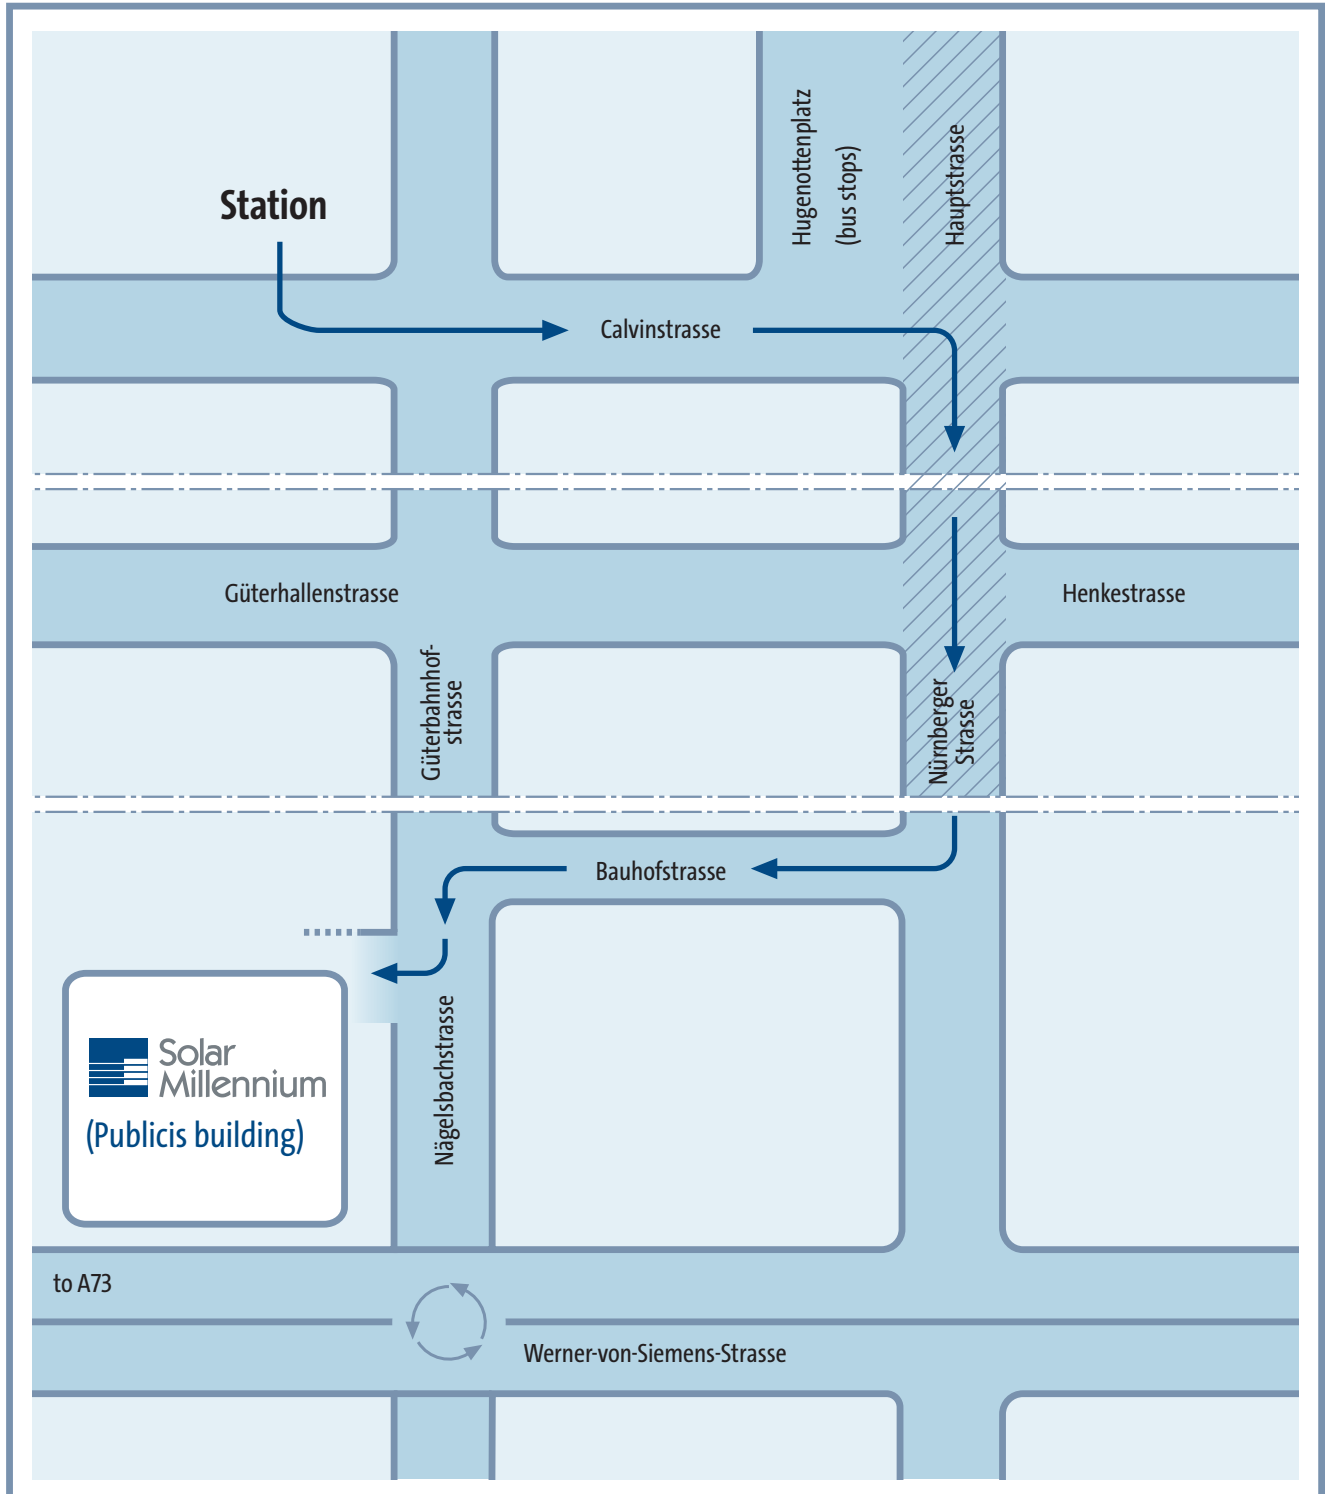 Hugenottenplatz
(bus stops)
Hauptstrasse
Station
Calvinstrasse
Güterhallenstrasse
Henkestrasse
Güterbahnhof-
strasse
Nürnberger
Strasse
Bauhofstrasse
Nägelsbachstrasse
Solar
Millennium
(Publicis building)
to A73
Werner-von-Siemens-Strasse